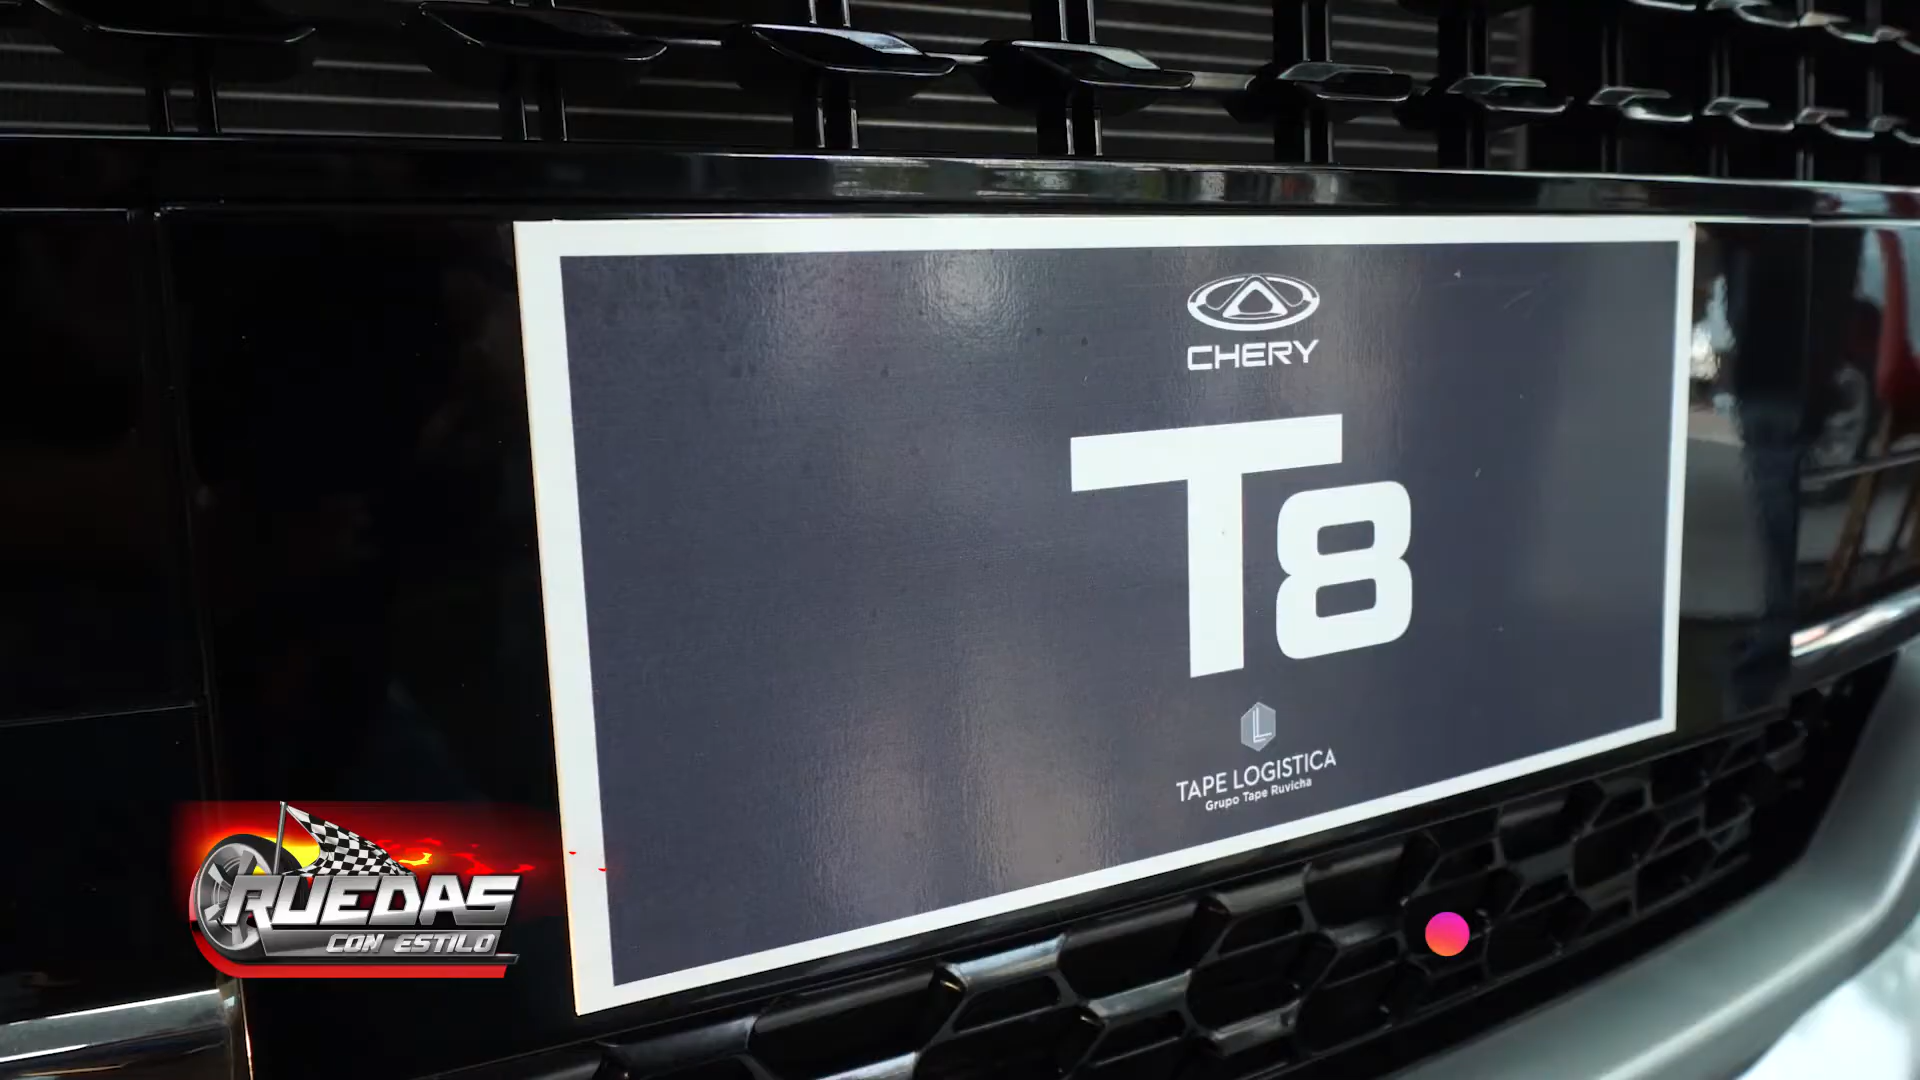 CHERY
T8
TAPE LOGISTICA
Grupo Tape Ruvicha
RUEDAS
CON ESTILO